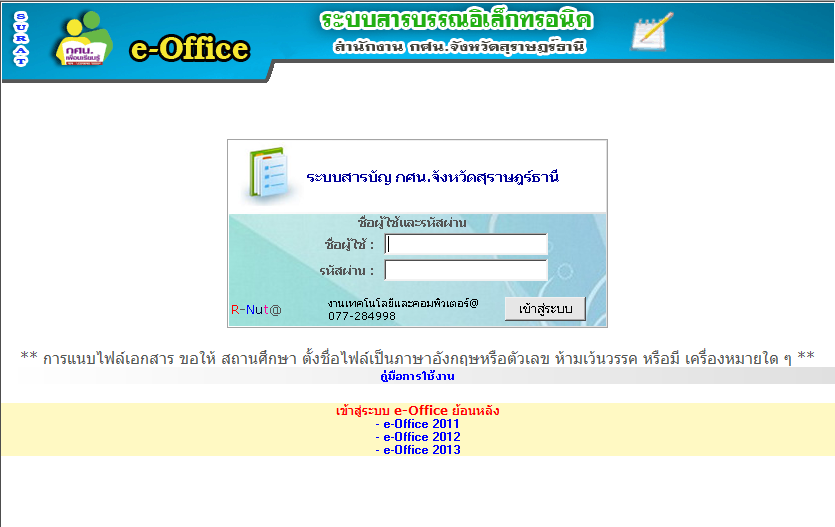 SURAT
กศน.
เพื่อนเรียนรู้
e-Office
ระบบสารบรรณอิเล็กทรอนิค
สำนักงาน กศน.จังหวัดสุราษฎร์ธานี
ระบบสารบัญ กศน.จังหวัดสุราษฎร์ธานี
ชื่อผู้ใช้และรหัสผ่าน
ชื่อผู้ใช้ :
รหัสผ่าน :
R-Nut@
งานเทคโนโลยีและคอมพิวเตอร์@
077-284998
เข้าสู่ระบบ
** การแนบไฟล์เอกสาร ขอให้ สถานศึกษา ตั้งชื่อไฟล์เป็นภาษาอังกฤษหรือตัวเลข ห้ามเว้นวรรค หรือมี เครื่องหมายใด ๆ **
คู่มือการใช้งาน
เข้าสู่ระบบ e-Office ย้อนหลัง
- e-Office 2011
- e-Office 2012
- e-Office 2013